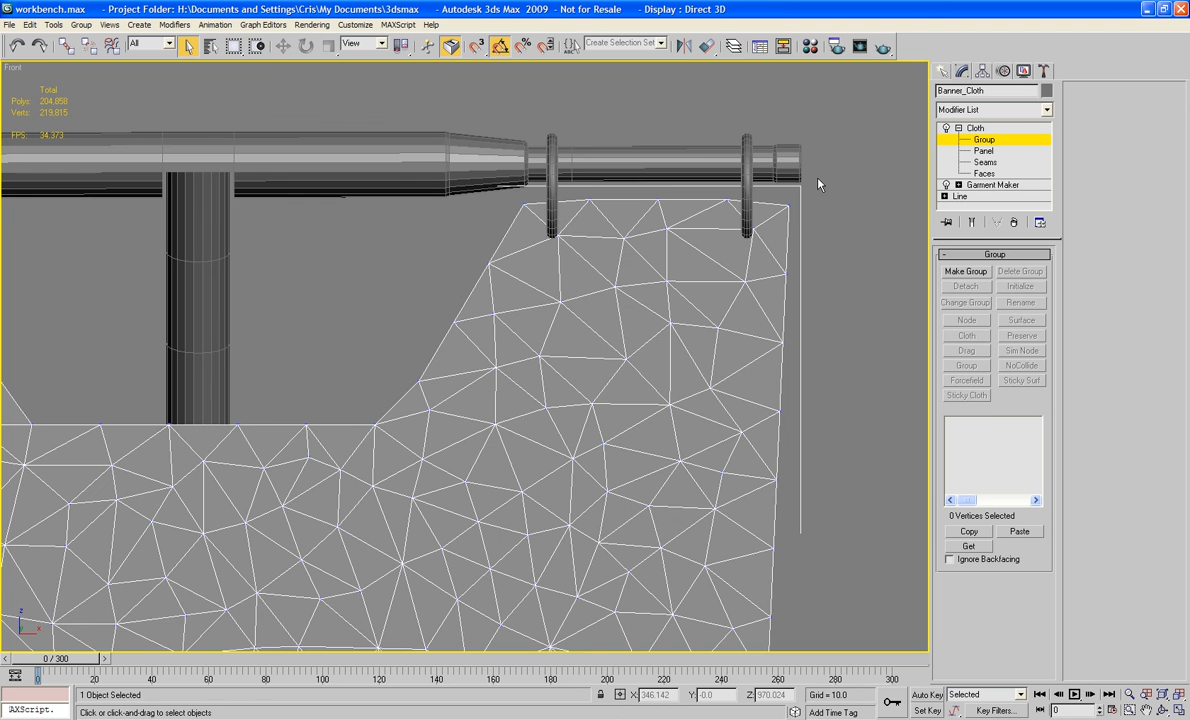 workbench.max - Project Folder: H:\Documents and Settings\Cris\My Documents\3dsmax - Autodesk 3ds Max 2009 - Not for Resale - Display : Direct 3D
File Edit Tools Group Views Create Modifiers Animation Graph Editors Rendering Customize MAXScript Help
All View Create Selection Set
Front
Total
Polys: 204,858
Verts: 219,815
FPS: 34.373
Banner_Cloth
Modifier List
Cloth
Group
Panel
Seams
Faces
Garment Maker
Line
Group
Make Group Delete Group
Detach Initialize
Change Group Rename
Node Surface
Cloth Preserve
Drag Sim Node
Group NoCollide
Forcefield Sticky Surf
Sticky Cloth
0 Vertices Selected
Copy Paste
Get
Ignore Backfacing
z
x
0 / 300
0 20 40 60 80 100 120 140 160 180 200 220 240 260 280 300
1 Object Selected X: 346.142 Y: -0.0 Z: 970.024 Grid = 10.0 Auto Key Selected
AXScript. Click or click-and-drag to select objects Add Time Tag Set Key Key Filters... 0